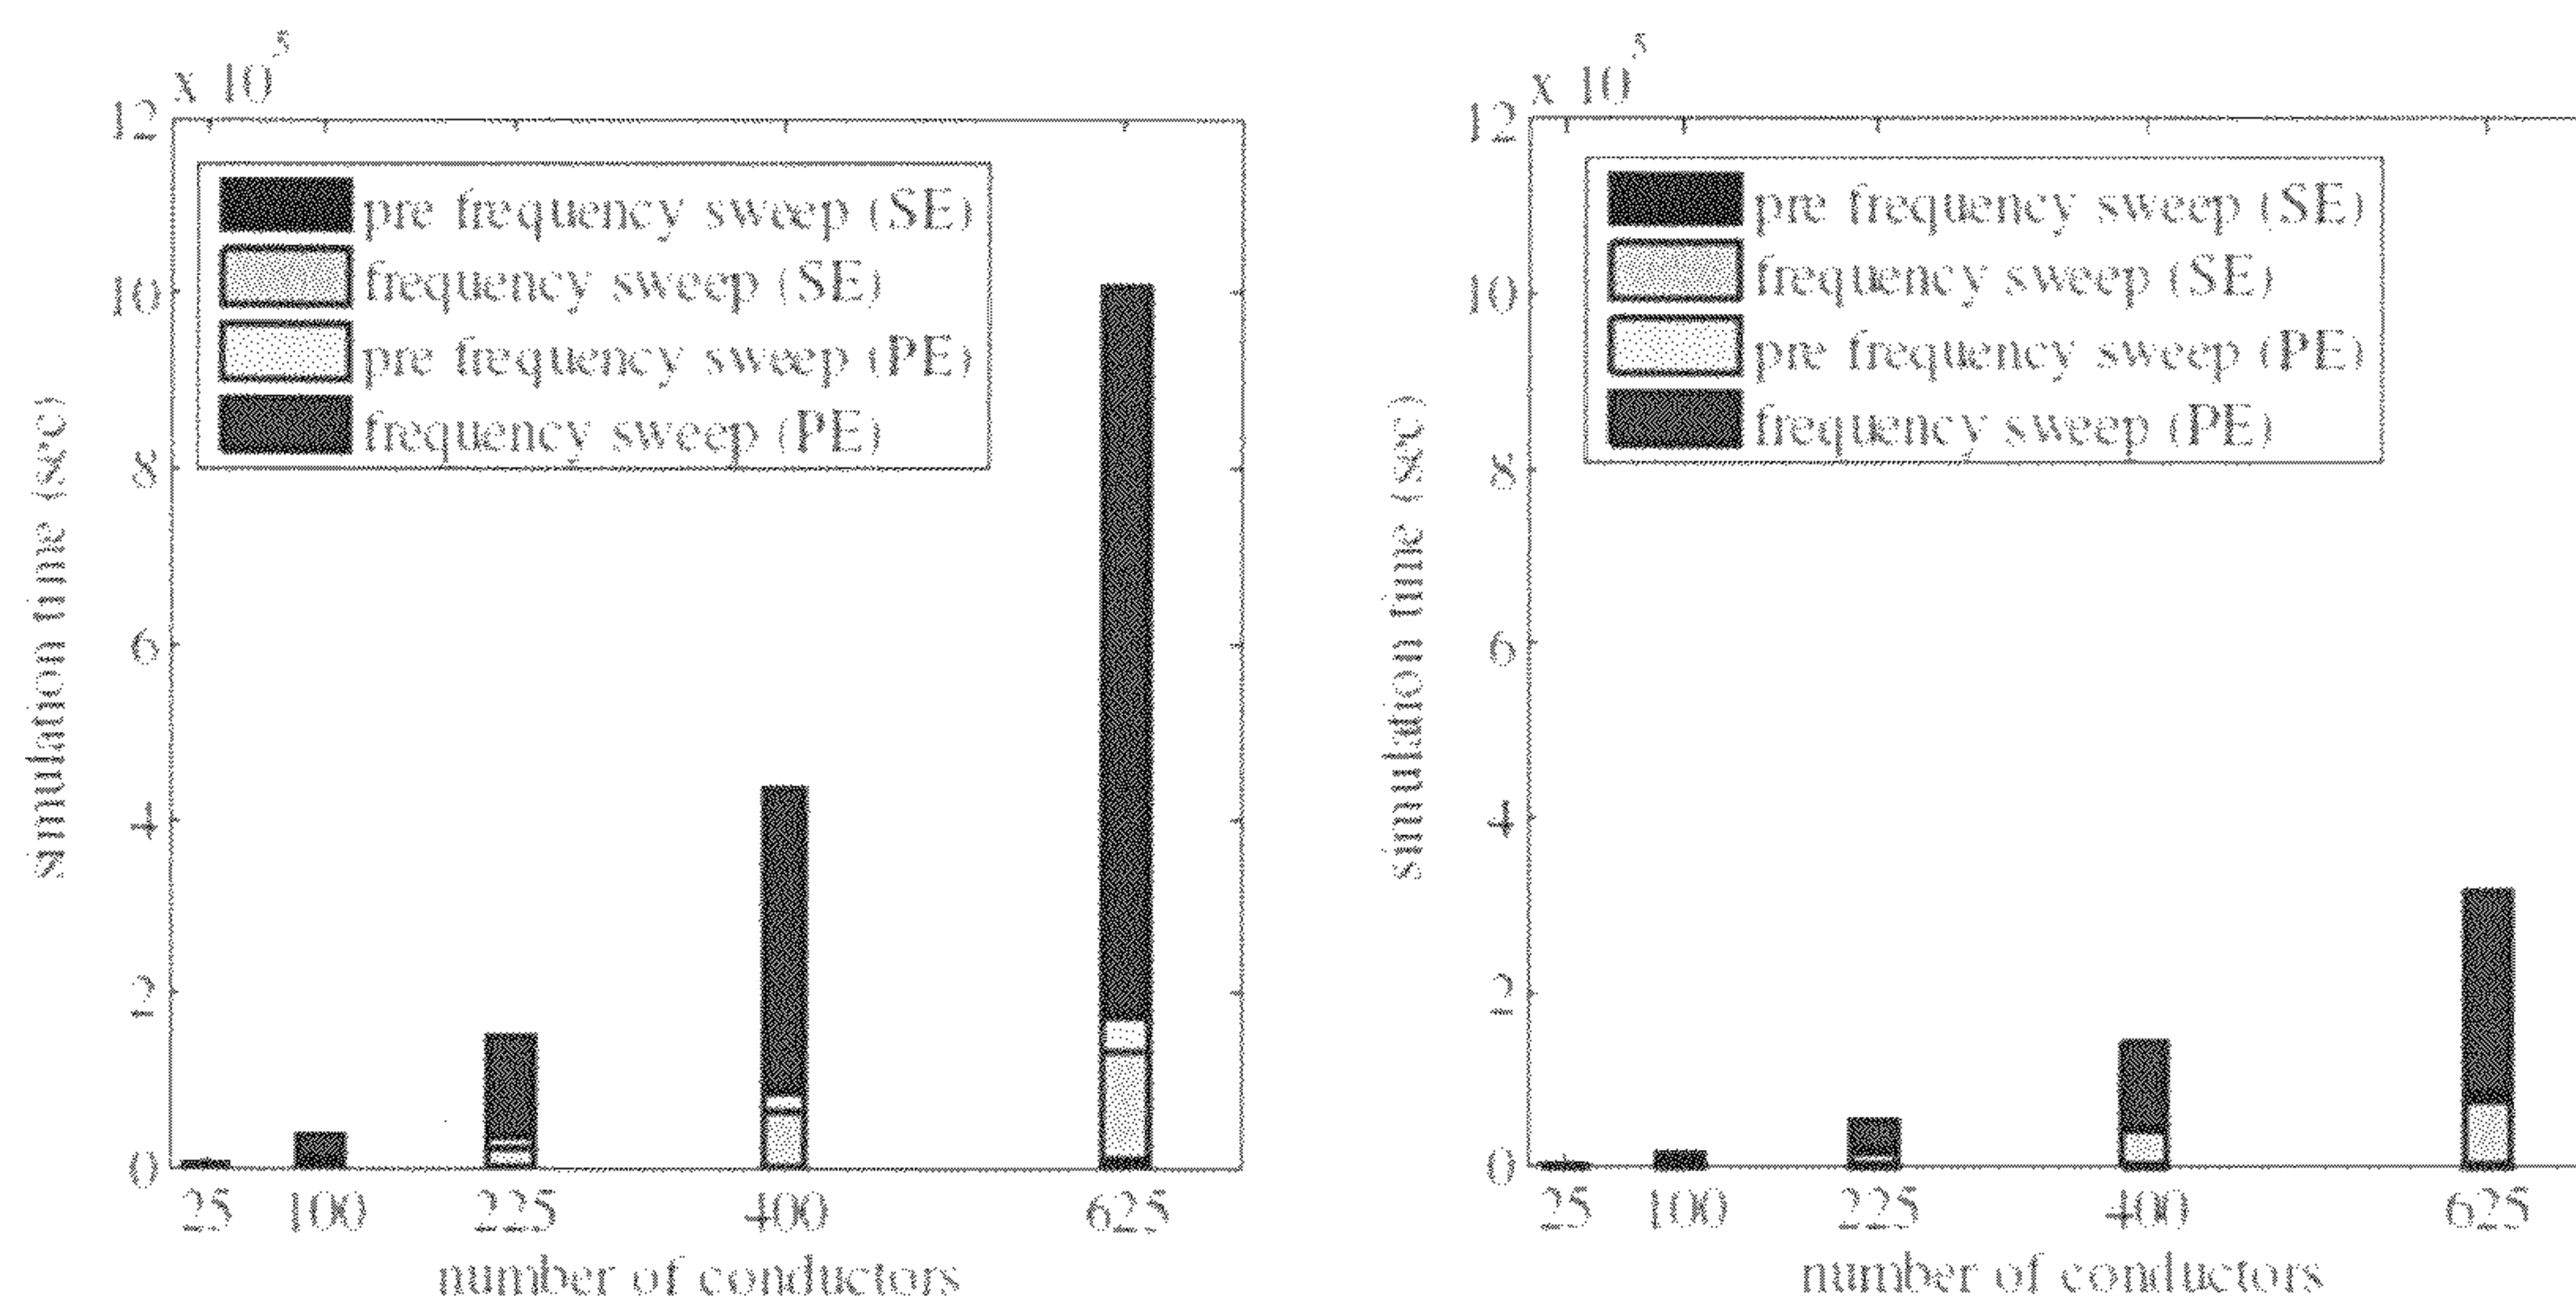 x 10^5
12
10
8
6
4
2
0
simulation time (sec)
pre frequency sweep (SE)
frequency sweep (SE)
pre frequency sweep (PE)
frequency sweep (PE)
25 100 225 400 625
number of conductors
x 10^5
12
10
8
6
4
2
0
simulation time (sec)
pre frequency sweep (SE)
frequency sweep (SE)
pre frequency sweep (PE)
frequency sweep (PE)
25 100 225 400 625
number of conductors